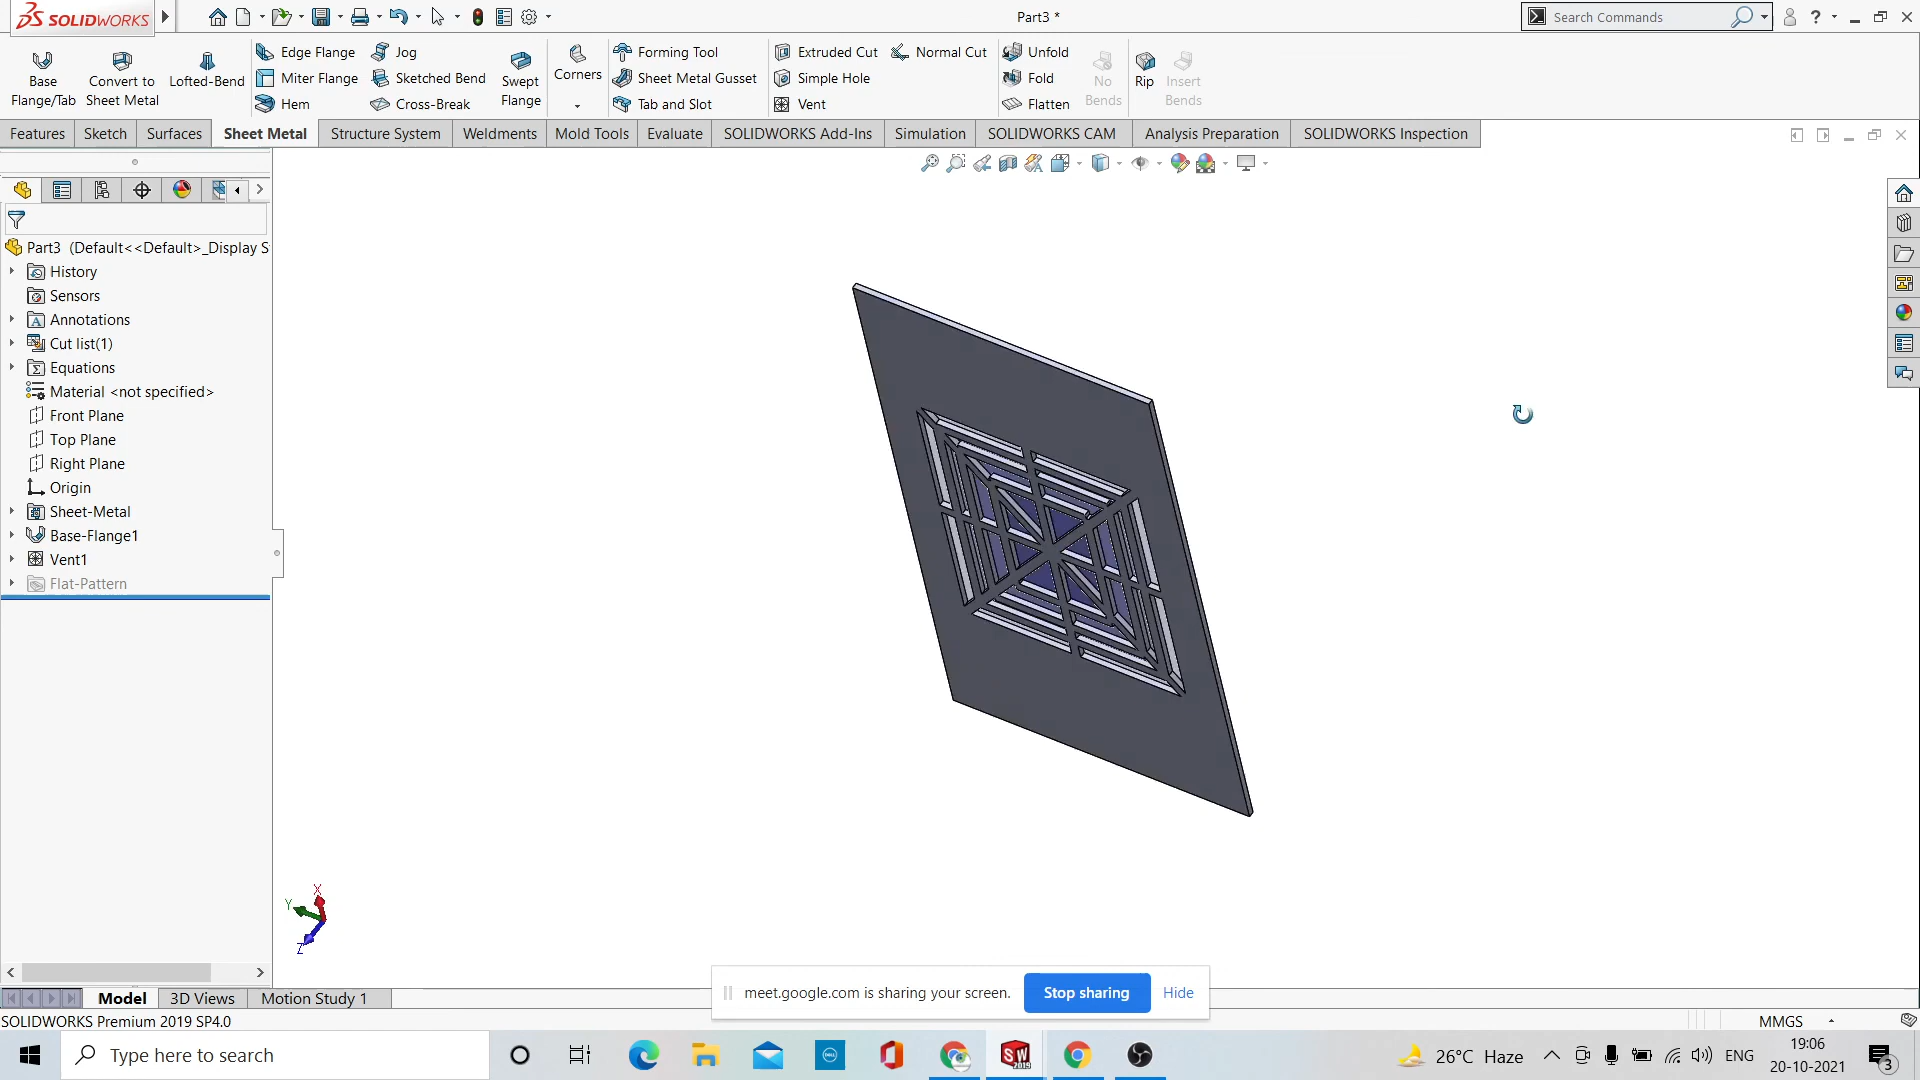 SOLIDWORKS
Part3 *
Search Commands
Base Flange/Tab
Convert to Sheet Metal
Lofted-Bend
Edge Flange
Miter Flange
Hem
Jog
Sketched Bend
Cross-Break
Swept Flange
Corners
Forming Tool
Sheet Metal Gusset
Tab and Slot
Extruded Cut
Simple Hole
Vent
Normal Cut
Unfold
Fold
Flatten
No Bends
Rip
Insert Bends
Features
Sketch
Surfaces
Sheet Metal
Structure System
Weldments
Mold Tools
Evaluate
SOLIDWORKS Add-Ins
Simulation
SOLIDWORKS CAM
Analysis Preparation
SOLIDWORKS Inspection
Part3 (Default<<Default>_Display S
History
Sensors
Annotations
Cut list(1)
Equations
Material <not specified>
Front Plane
Top Plane
Right Plane
Origin
Sheet-Metal
Base-Flange1
Vent1
Flat-Pattern
X
Y
Z
meet.google.com is sharing your screen.
Stop sharing
Hide
Model
3D Views
Motion Study 1
SOLIDWORKS Premium 2019 SP4.0
MMGS
Type here to search
26°C Haze
ENG
19:06
20-10-2021
3